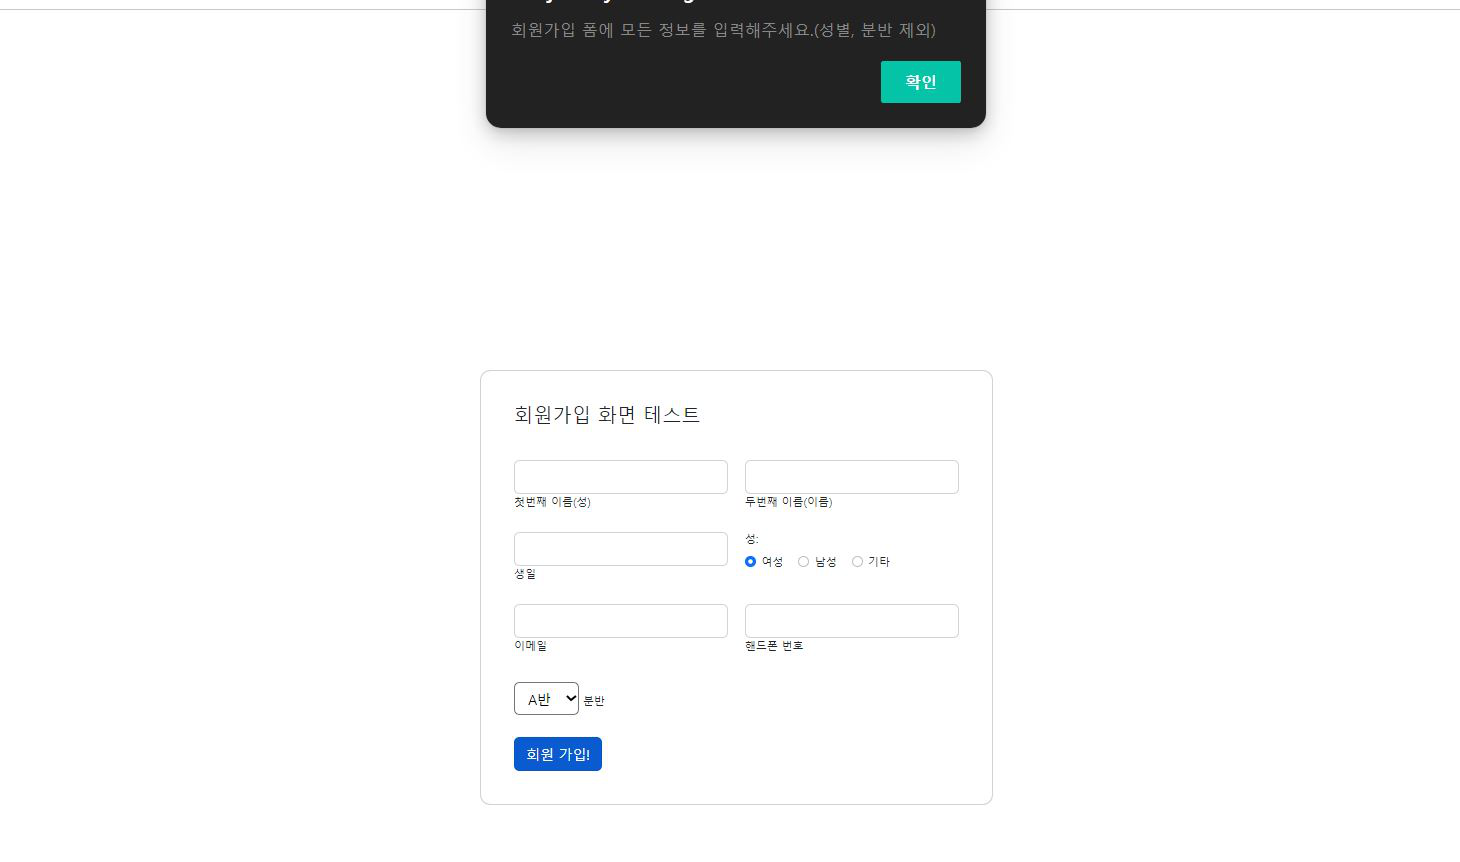 회원가입 폼에 모든 정보를 입력해주세요.(성별, 분반 제외)
확인
회원가입 화면 테스트
첫번째 이름(성)
두번째 이름(이름)
성:
여성 남성 기타
생일
이메일
핸드폰 번호
A반 분반
회원 가입!